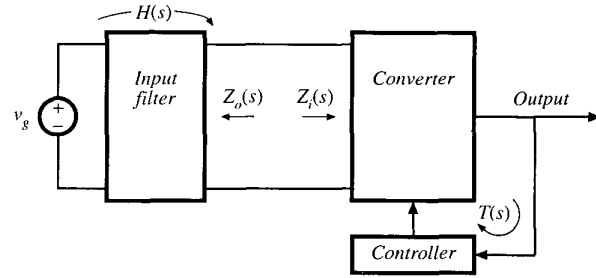 H(s)
Input
filter
Converter
Z_o(s)
Z_i(s)
Output
+
−
v_g
T(s)
Controller